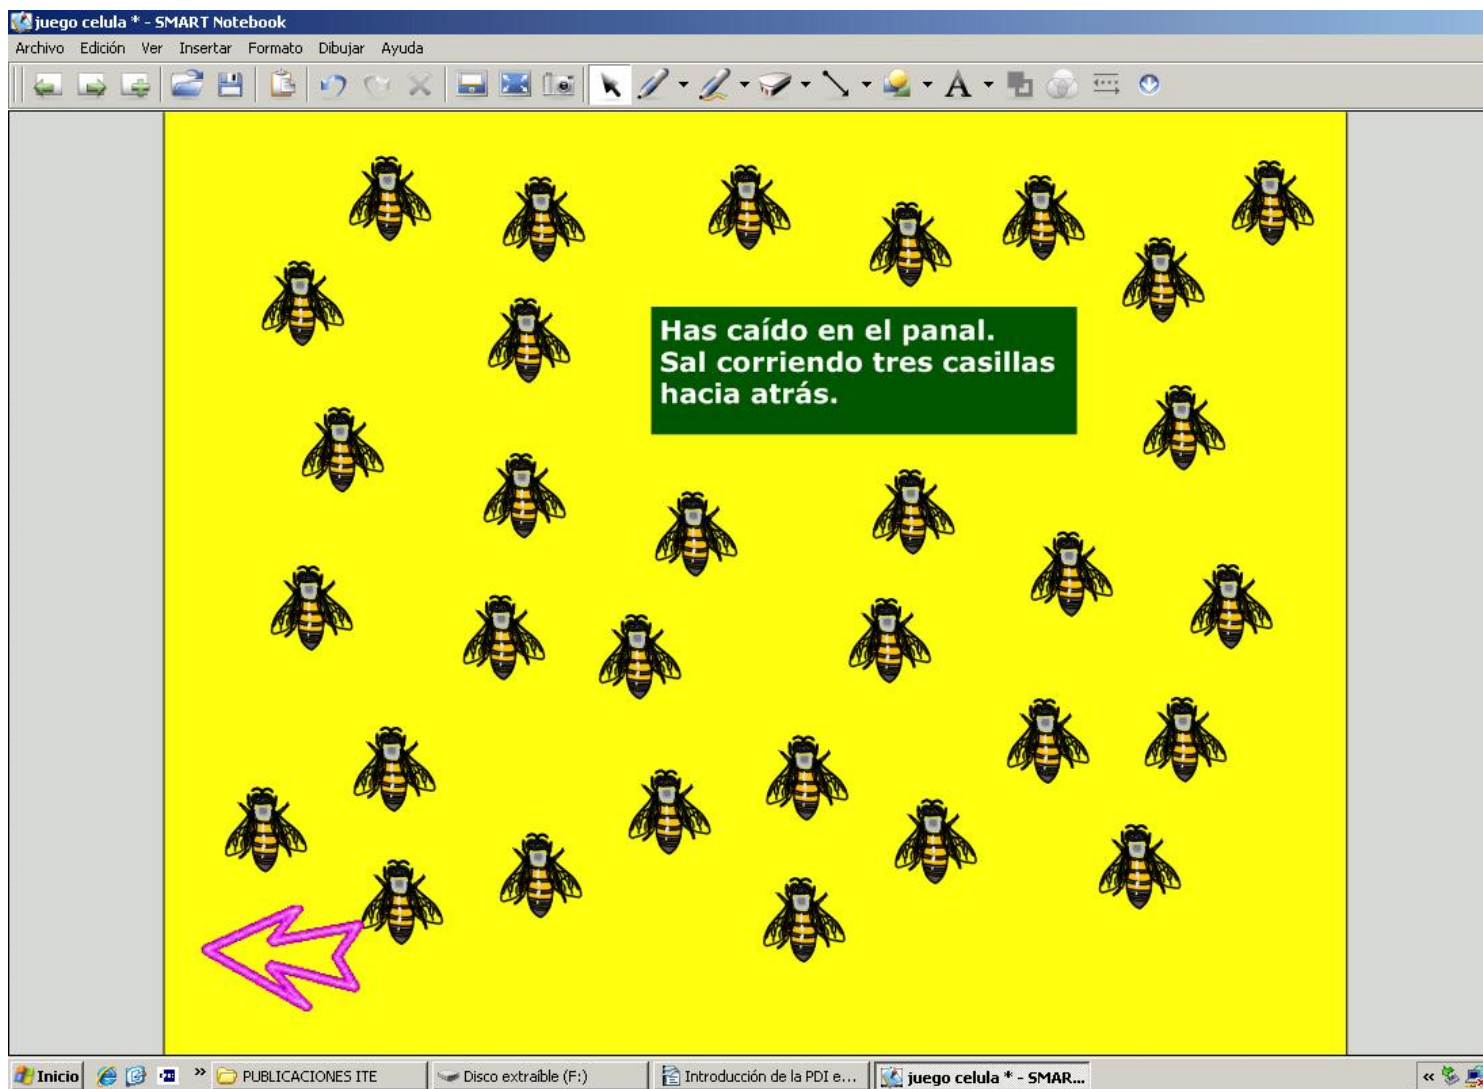 juego celula * - SMART Notebook
Archivo Edición Ver Insertar Formato Dibujar Ayuda
A
Has caído en el panal.
Sal corriendo tres casillas
hacia atrás.
Inicio » PUBLICACIONES ITE Disco extraíble (F:) Introducción de la PDI e... juego celula * - SMAR... «